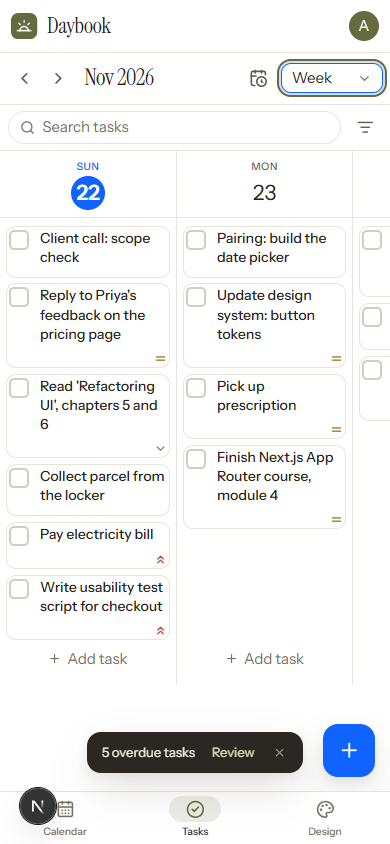 Daybook
A
Nov 2026
Week
Search tasks
SUN
22
MON
23
Client call: scope
check
Reply to Priya's
feedback on the
pricing page
Read 'Refactoring
UI', chapters 5 and
6
Collect parcel from
the locker
Pay electricity bill
Write usability test
script for checkout
+ Add task
Pairing: build the
date picker
Update design
system: button
tokens
Pick up
prescription
Finish Next.js App
Router course,
module 4
+ Add task
5 overdue tasks Review
N
Calendar
Tasks
Design